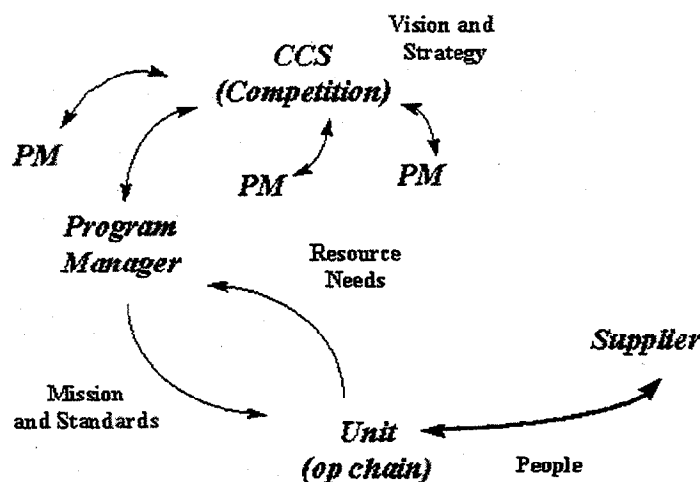 Vision and
Strategy
CCS
(Competition)
PM
PM
PM
Program
Manager
Resource
Needs
Supplier
Mission
and Standards
Unit
(op chain)
People